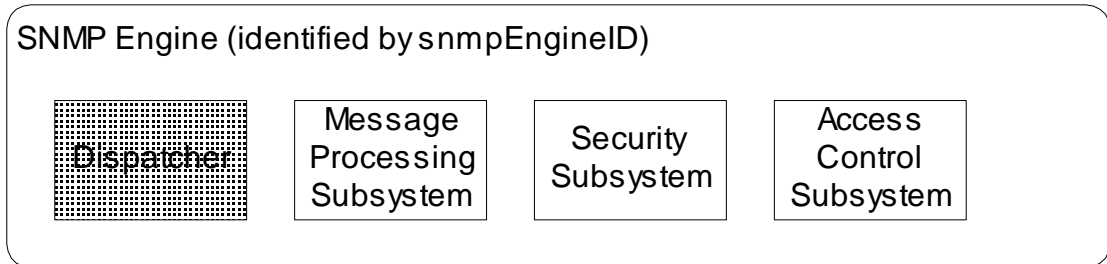 SNMP Engine (identified by snmpEngineID)
Dispatcher
Message
Processing
Subsystem
Security
Subsystem
Access
Control
Subsystem